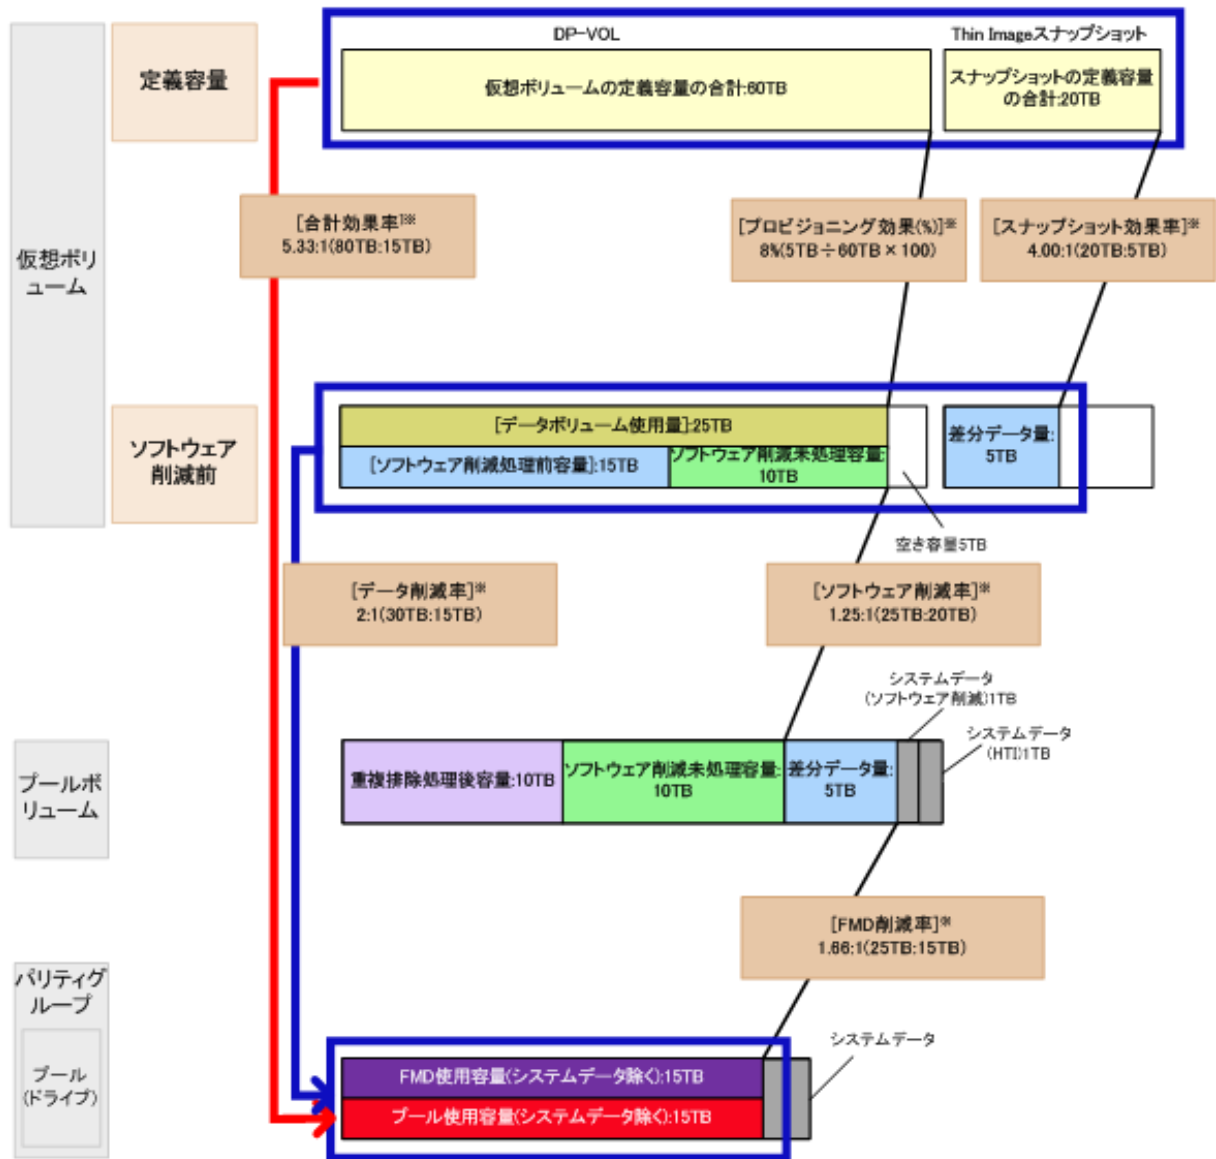 DP-VOL
Thin Imageスナップショット
定義容量
仮想ボリュームの定義容量の合計:60TB
スナップショットの定義容量
の合計:20TB
仮想ボリ
ューム
[合計効果率]※
5.33:1(80TB:15TB)
[プロビジョニング効果(%)]※
8%(5TB÷60TB×100)
[スナップショット効果率]※
4.00:1(20TB:5TB)
ソフトウェア
削減前
[データボリューム使用量]:25TB
[ソフトウェア削減処理前容量]:15TB
ソフトウェア削減未処理容量:
10TB
差分データ量:
5TB
空き容量5TB
[データ削減率]※
2:1(30TB:15TB)
[ソフトウェア削減率]※
1.25:1(25TB:20TB)
システムデータ
(ソフトウェア削減)1TB
システムデータ
(HTI)1TB
プールボ
リューム
重複排除処理後容量:10TB
ソフトウェア削減未処理容量:
10TB
差分データ量:
5TB
[FMD削減率]※
1.66:1(25TB:15TB)
パリティグ
ループ
プール
(ドライブ)
システムデータ
FMD使用容量(システムデータ除く):15TB
プール使用容量(システムデータ除く):15TB